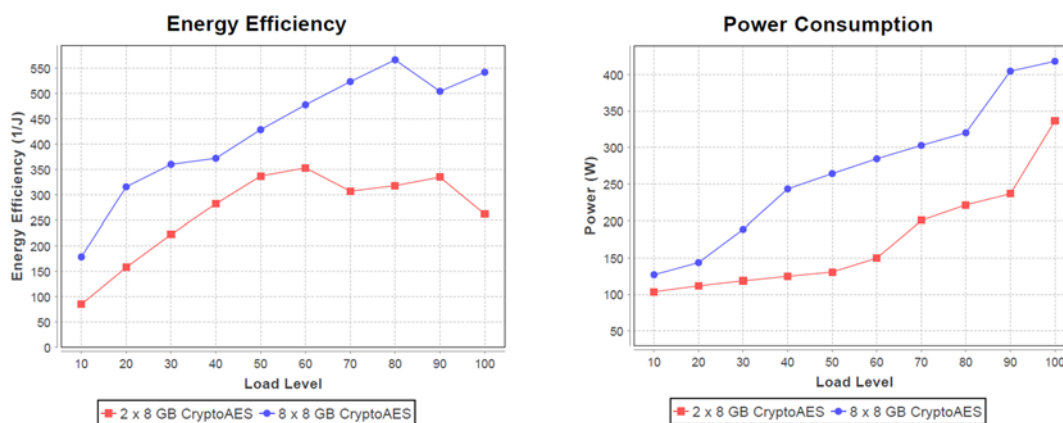 Energy Efficiency
Energy Efficiency (1/J)
550
500
450
400
350
300
250
200
150
100
50
0
10 20 30 40 50 60 70 80 90 100
Load Level
2 x 8 GB CryptoAES 8 x 8 GB CryptoAES
Power Consumption
Power (W)
400
350
300
250
200
150
100
50
10 20 30 40 50 60 70 80 90 100
Load Level
2 x 8 GB CryptoAES 8 x 8 GB CryptoAES